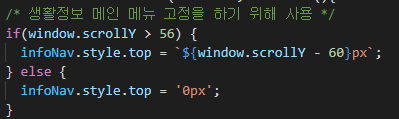 /* 생활정보 메인 메뉴 고정을 하기 위해 사용 */
if(window.scrollY > 56) {
infoNav.style.top = `${window.scrollY - 60}px`;
} else {
infoNav.style.top = '0px';
}